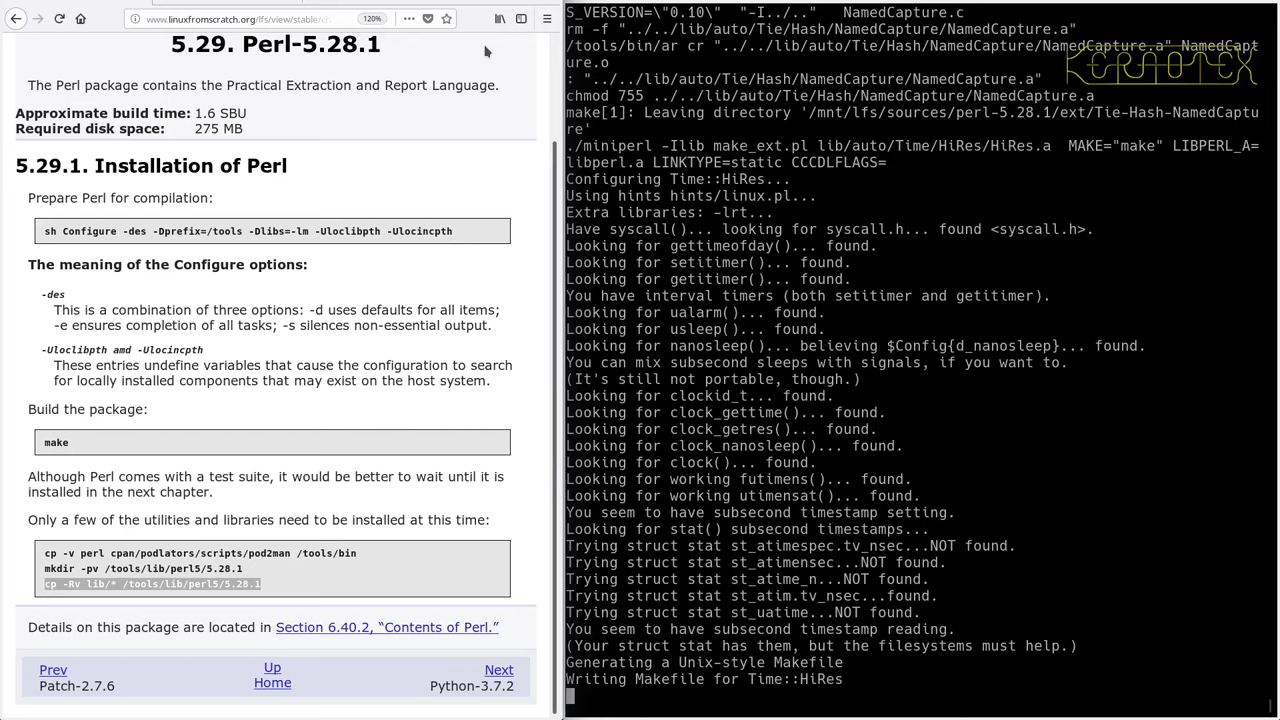 www.linuxfromscratch.org/lfs/view/stable/ch
120%
5.29. Perl-5.28.1
The Perl package contains the Practical Extraction and Report Language.
Approximate build time: 1.6 SBU
Required disk space: 275 MB
5.29.1. Installation of Perl
Prepare Perl for compilation:
sh Configure -des -Dprefix=/tools -Dlibs=-lm -Uloclibpth -Ulocincpth
The meaning of the Configure options:
-des
This is a combination of three options: -d uses defaults for all items;
-e ensures completion of all tasks; -s silences non-essential output.
-Uloclibpth amd -Ulocincpth
These entries undefine variables that cause the configuration to search
for locally installed components that may exist on the host system.
Build the package:
make
Although Perl comes with a test suite, it would be better to wait until it is
installed in the next chapter.
Only a few of the utilities and libraries need to be installed at this time:
cp -v perl cpan/podlators/scripts/pod2man /tools/bin
mkdir -pv /tools/lib/perl5/5.28.1
cp -Rv lib/* /tools/lib/perl5/5.28.1
Details on this package are located in Section 6.40.2, “Contents of Perl.”
Prev Up Next
Patch-2.7.6 Home Python-3.7.2
S_VERSION=\"0.10\"  "-I../.."   NamedCapture.c
rm -f "../../lib/auto/Tie/Hash/NamedCapture/NamedCapture.a"
/tools/bin/ar cr "../../lib/auto/Tie/Hash/NamedCapture/NamedCapture.a" NamedCapt
ure.o
: "../../lib/auto/Tie/Hash/NamedCapture/NamedCapture.a"
chmod 755 ../../lib/auto/Tie/Hash/NamedCapture/NamedCapture.a
make[1]: Leaving directory '/mnt/lfs/sources/perl-5.28.1/ext/Tie-Hash-NamedCaptu
re'
./miniperl -Ilib make_ext.pl lib/auto/Time/HiRes/HiRes.a  MAKE="make" LIBPERL_A=
libperl.a LINKTYPE=static CCCDLFLAGS=
Configuring Time::HiRes...
Using hints hints/linux.pl...
Extra libraries: -lrt...
Have syscall()... looking for syscall.h... found <syscall.h>.
Looking for gettimeofday()... found.
Looking for setitimer()... found.
Looking for getitimer()... found.
You have interval timers (both setitimer and getitimer).
Looking for ualarm()... found.
Looking for usleep()... found.
Looking for nanosleep()... believing $Config{d_nanosleep}... found.
You can mix subsecond sleeps with signals, if you want to.
(It's still not portable, though.)
Looking for clockid_t... found.
Looking for clock_gettime()... found.
Looking for clock_getres()... found.
Looking for clock_nanosleep()... found.
Looking for clock()... found.
Looking for working futimens()... found.
Looking for working utimensat()... found.
You seem to have subsecond timestamp setting.
Looking for stat() subsecond timestamps...
Trying struct stat st_atimespec.tv_nsec...NOT found.
Trying struct stat st_atimensec...NOT found.
Trying struct stat st_atime_n...NOT found.
Trying struct stat st_atim.tv_nsec...found.
Trying struct stat st_uatime...NOT found.
You seem to have subsecond timestamp reading.
(Your struct stat has them, but the filesystems must help.)
Generating a Unix-style Makefile
Writing Makefile for Time::HiRes